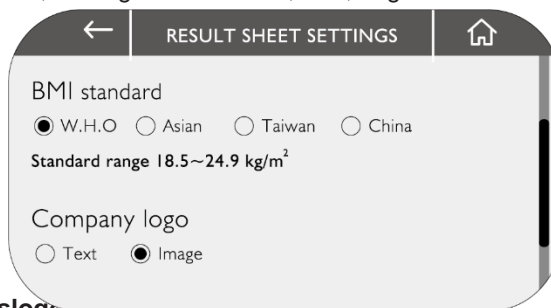 RESULT SHEET SETTINGS
BMI standard
W.H.O Asian Taiwan China
Standard range 18.5~24.9 kg/m²
Company logo
Text Image